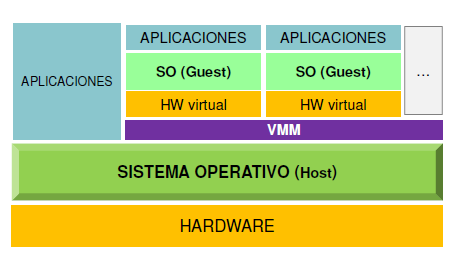 APLICACIONES
APLICACIONES
APLICACIONES
SO (Guest)
SO (Guest)
...
HW virtual
HW virtual
VMM
SISTEMA OPERATIVO (Host)
HARDWARE